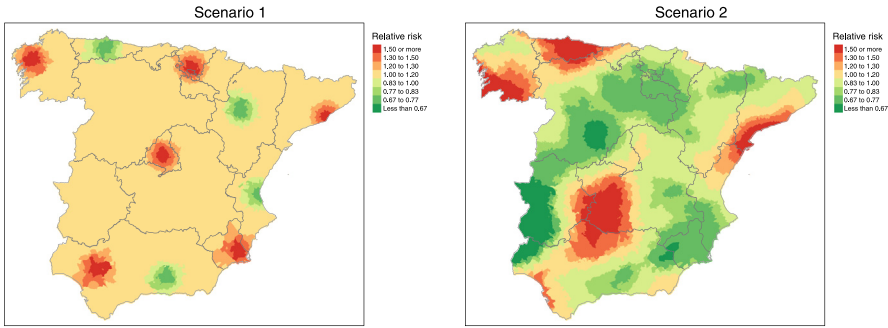 Scenario 1
Relative risk
1,50 or more
1.30 to 1.50
1.20 to 1,30
1.00 to 1.20
0.83 to 1.00
0.77 to 0.83
0.67 to 0.77
Less than 0.67
Scenario 2
Relative risk
1,50 or more
1.30 to 1.50
1.20 to 1,30
1.00 to 1.20
0.83 to 1.00
0.77 to 0.83
0.67 to 0.77
Less than 0.67